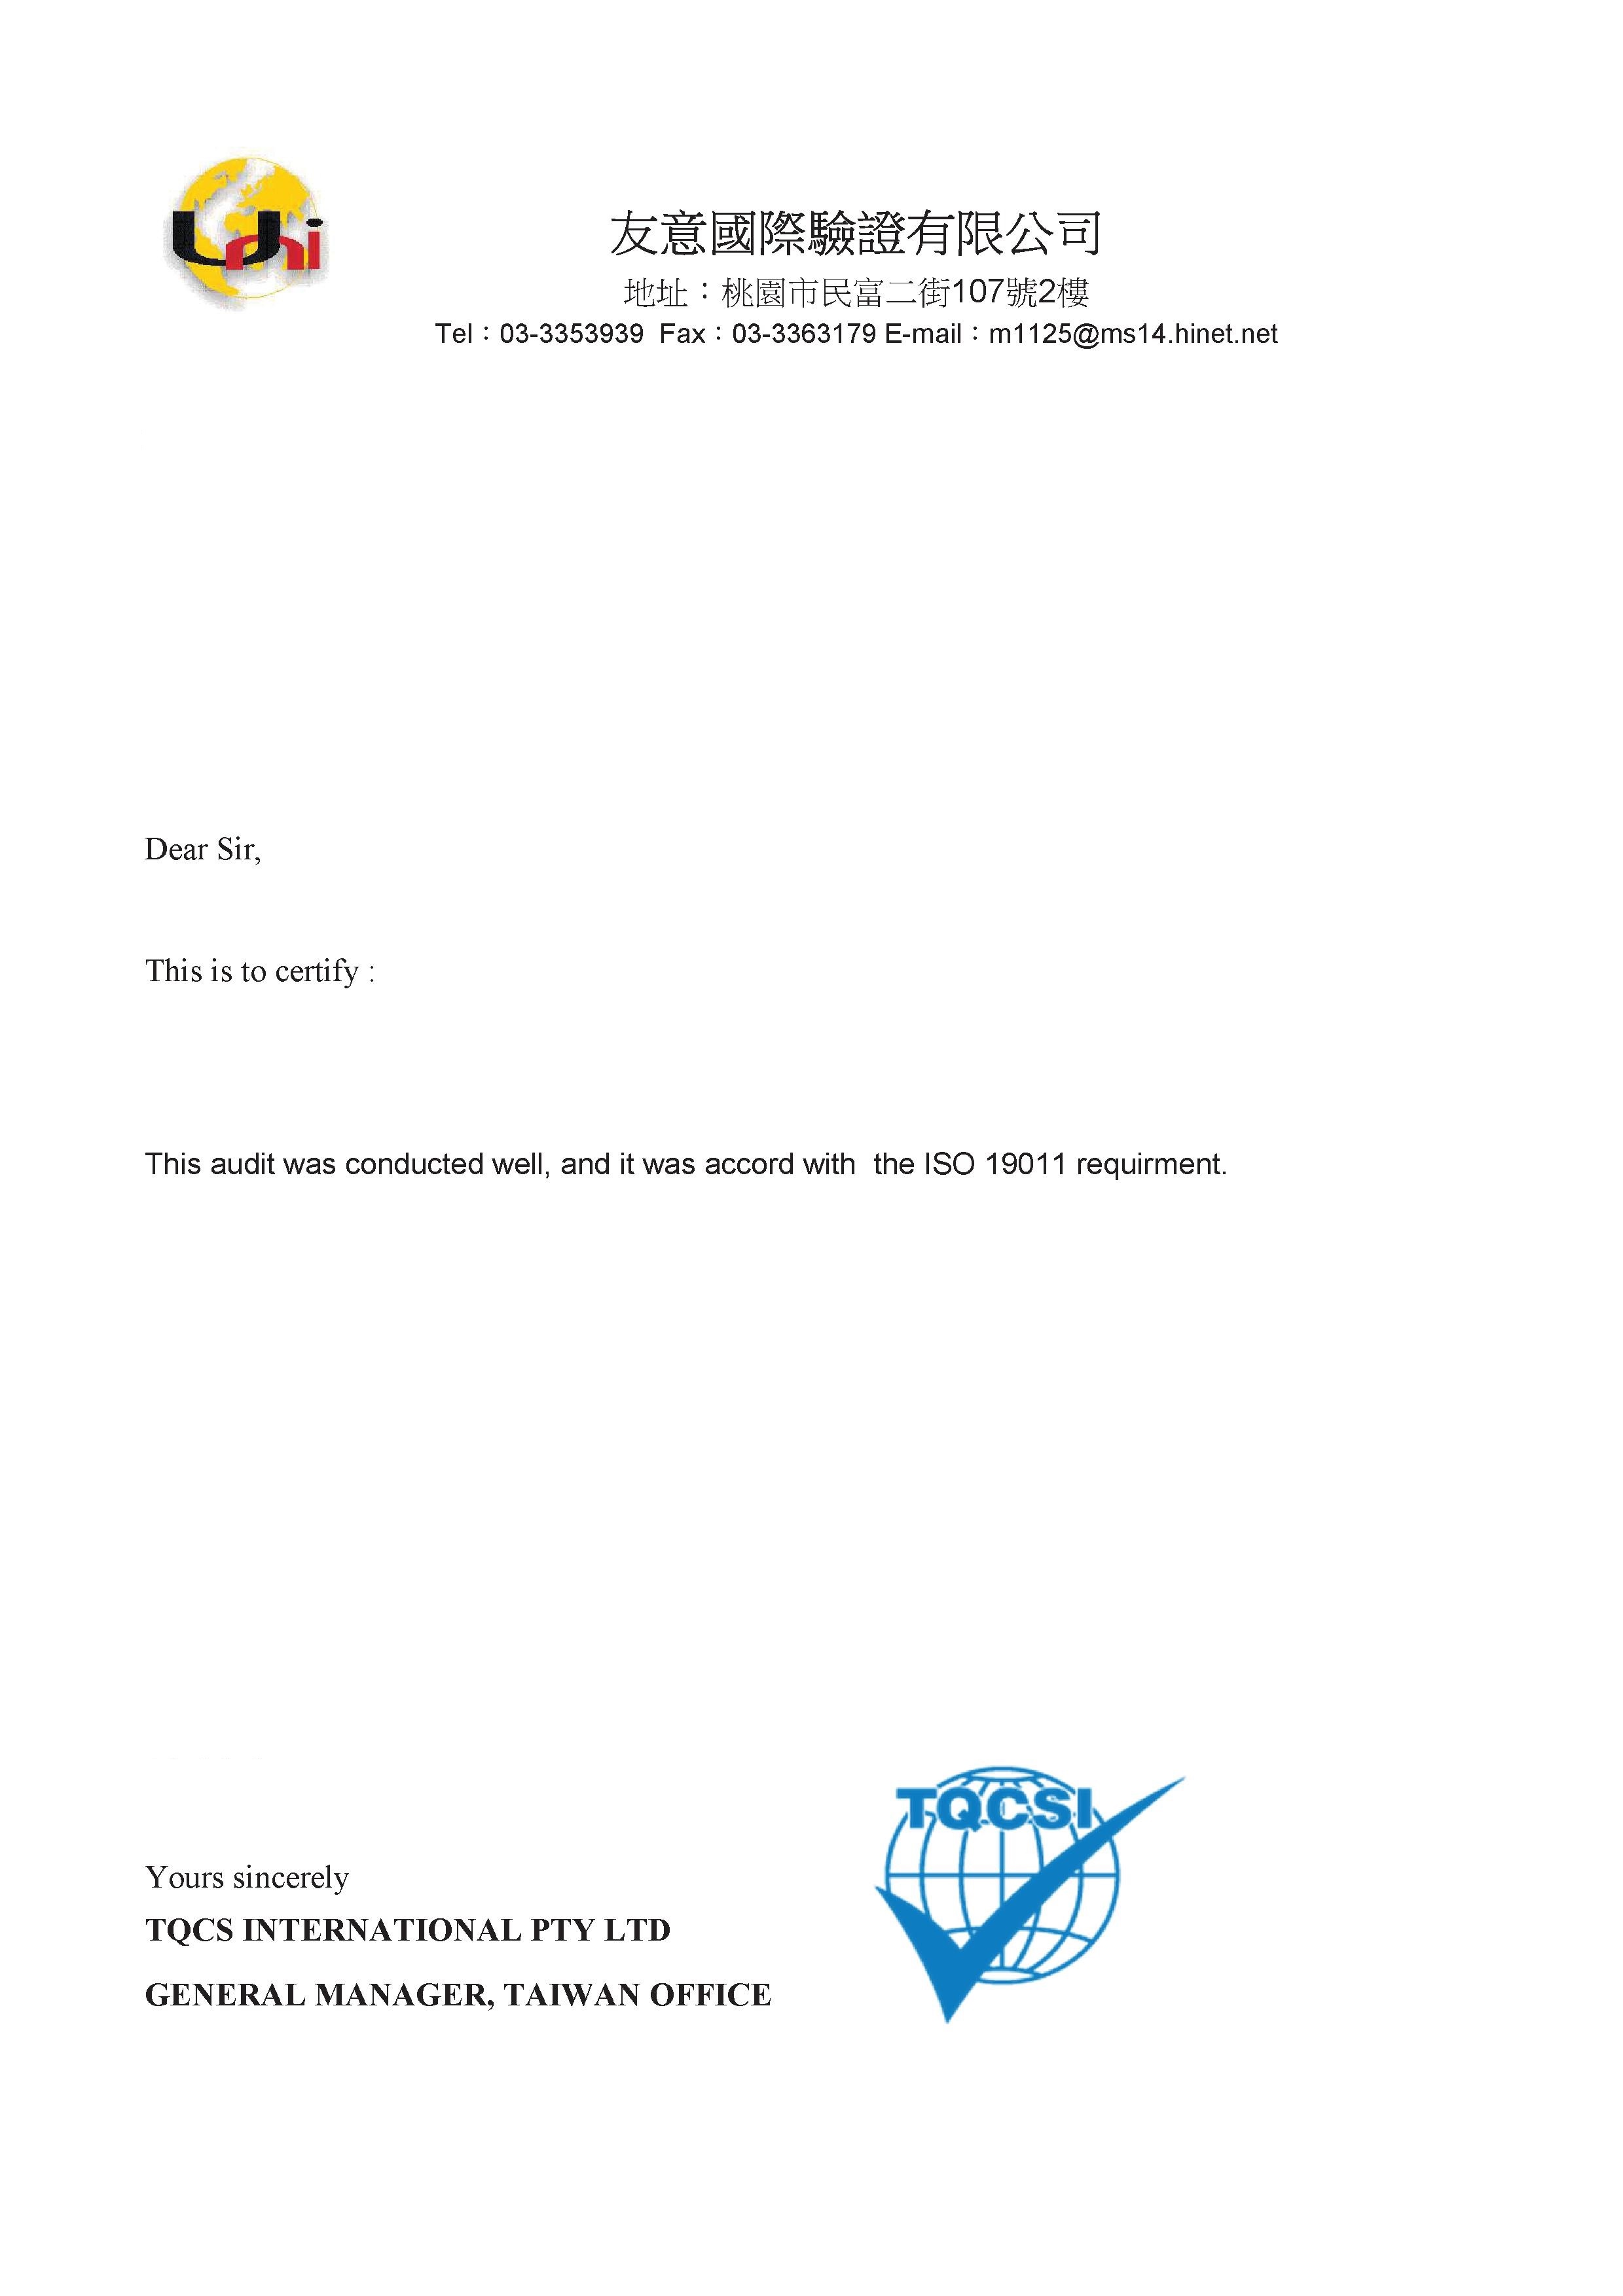 Uni
友意國際驗證有限公司
地址：桃園市民富二街107號2樓
Tel：03-3353939  Fax：03-3363179 E-mail：m1125@ms14.hinet.net
Dear Sir,
This is to certify :
This audit was conducted well, and it was accord with  the ISO 19011 requirment.
TQCSI
Yours sincerely
TQCS INTERNATIONAL PTY LTD
GENERAL MANAGER, TAIWAN OFFICE